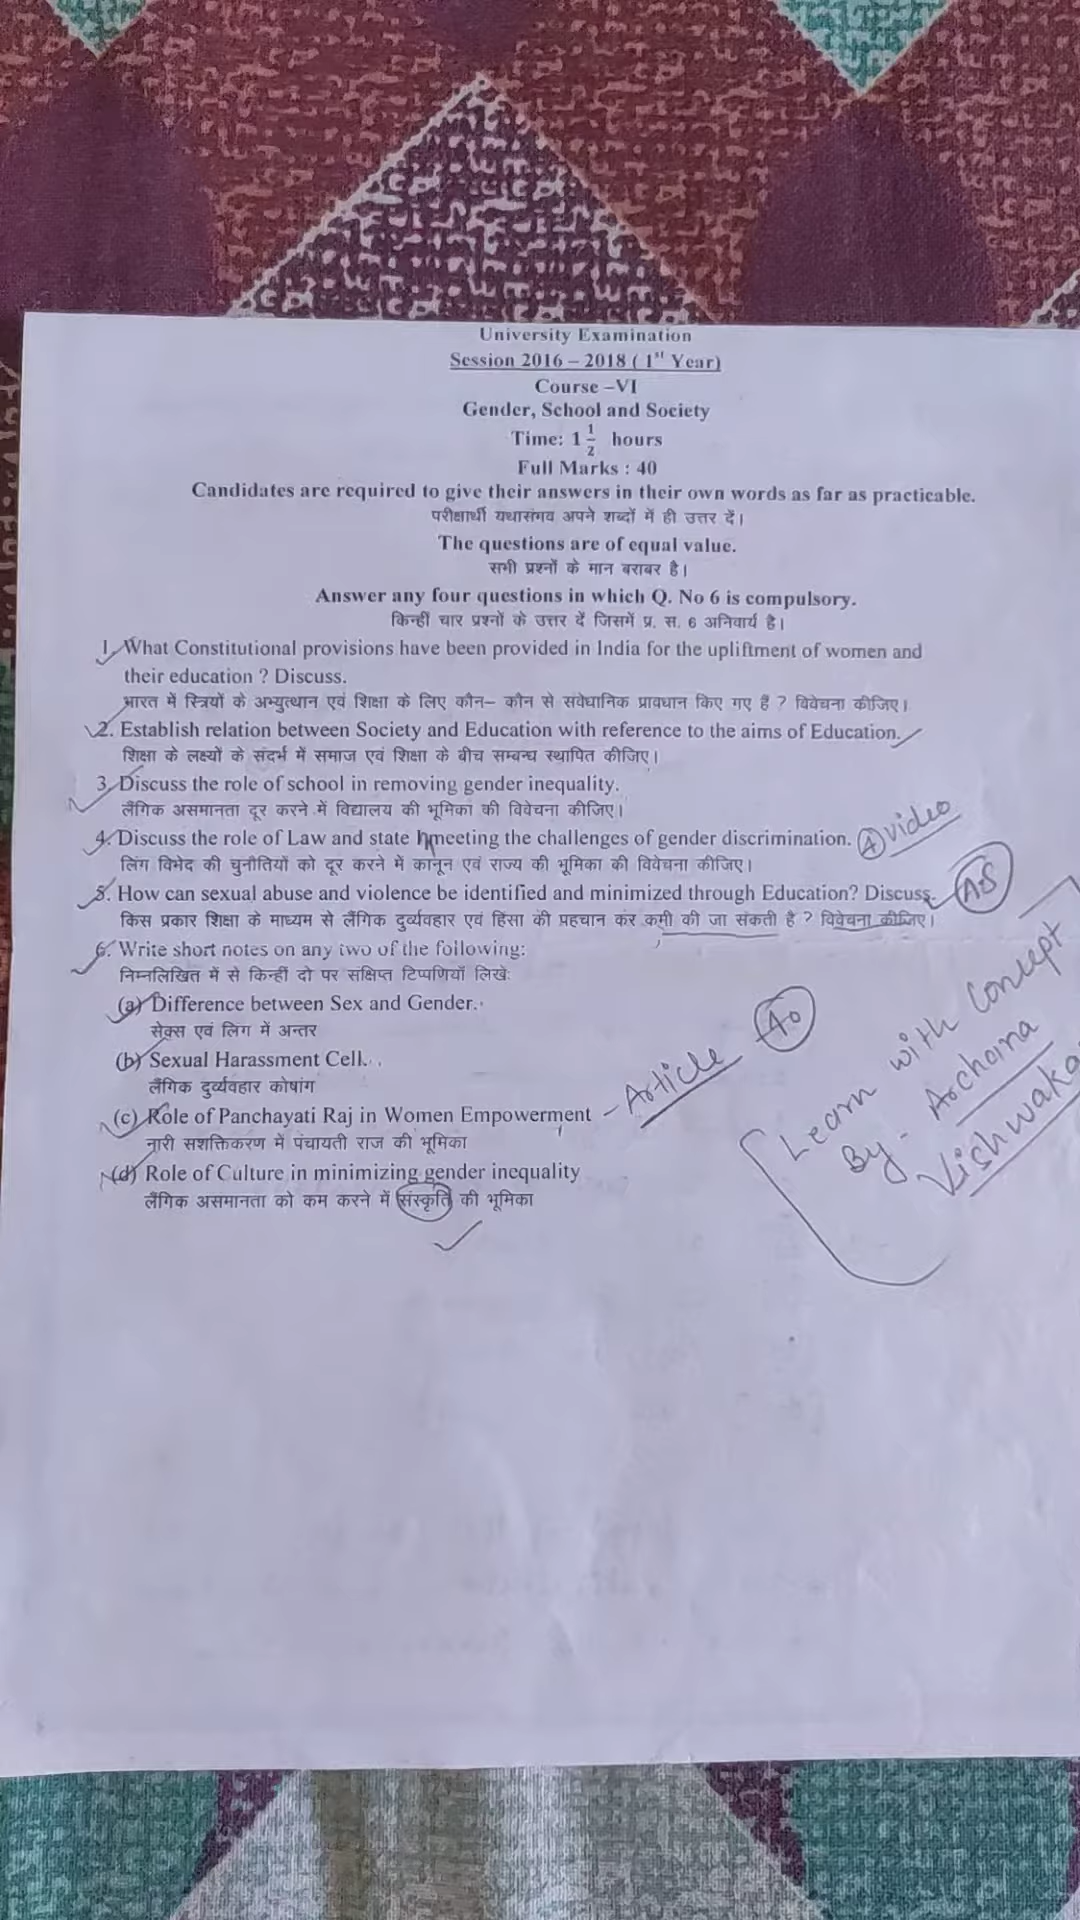 University Examination
Session 2016 – 2018 ( 1st Year)
Course –VI
Gender, School and Society
Time: 1 1/2 hours
Full Marks : 40
Candidates are required to give their answers in their own words as far as practicable.
परीक्षार्थी यथासंगव अपने शब्दों में ही उत्तर दें।
The questions are of equal value.
सभी प्रश्नों के मान बराबर है।
Answer any four questions in which Q. No 6 is compulsory.
किन्हीं चार प्रश्नों के उत्तर दें जिसमें प्र. स. 6 अनिवार्य है।
1. What Constitutional provisions have been provided in India for the upliftment of women and
their education ? Discuss.
भारत में स्त्रियों के अभ्युत्थान एवं शिक्षा के लिए कौन– कौन से संवेधानिक प्रावधान किए गए हैं ? विवेचना कीजिए।
2. Establish relation between Society and Education with reference to the aims of Education.
शिक्षा के लक्ष्यों के संदर्भ में समाज एवं शिक्षा के बीच सम्बन्ध स्थापित कीजिए।
3. Discuss the role of school in removing gender inequality.
लैंगिक असमानता दूर करने में विद्यालय की भूमिका की विवेचना कीजिए।
4. Discuss the role of Law and state meeting the challenges of gender discrimination. (A) video
लिंग विभेद की चुनौतियों को दूर करने में कानून एवं राज्य की भूमिका की विवेचना कीजिए।
5. How can sexual abuse and violence be identified and minimized through Education? Discuss.
किस प्रकार शिक्षा के माध्यम से लैंगिक दुर्व्यवहार एवं हिंसा की प्रहचान कर कमी की जा सकती है ? विवेचना कीजिए।
6. Write short notes on any two of the following:
निम्नलिखित में से किन्हीं दो पर संक्षिप्त टिप्पणियाँ लिखें:
(a) Difference between Sex and Gender.
सेक्स एवं लिंग में अन्तर
(b) Sexual Harassment Cell.
लैंगिक दुर्व्यवहार कोषांग
(c) Role of Panchayati Raj in Women Empowerment – Article
नारी सशक्तिकरण में पंचायती राज की भूमिका
(d) Role of Culture in minimizing gender inequality
लैंगिक असमानता को कम करने में संस्कृति की भूमिका
Learn with Concept
By - Archana
Vishwaka